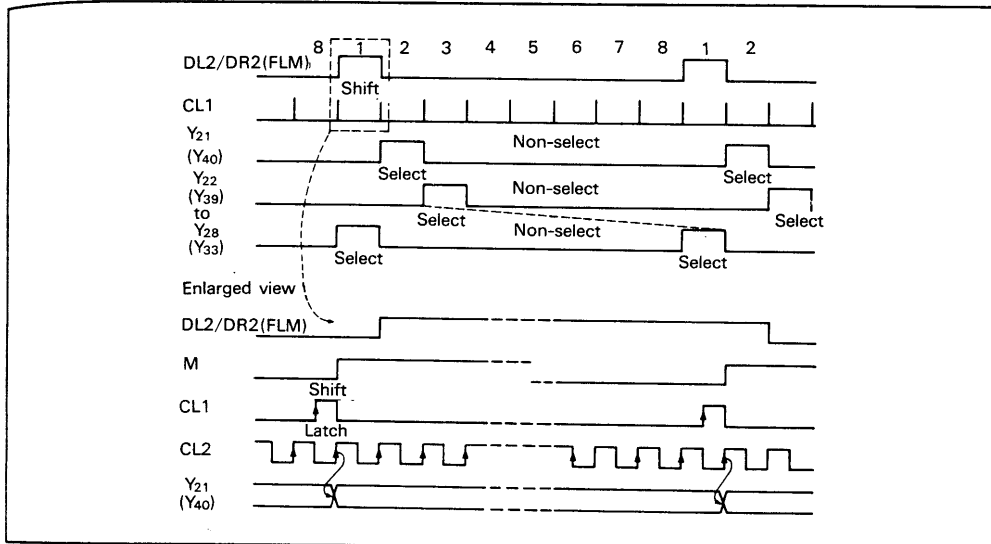 8 1 2 3 4 5 6 7 8 1 2
DL2/DR2(FLM)
Shift
CL1
Y21
(Y40)
Non-select
Select
Select
Y22
(Y39)
Non-select
Select
Select
to
Y28
(Y33)
Non-select
Select
Select
Enlarged view
DL2/DR2(FLM)
M
Shift
CL1
Latch
CL2
Y21
(Y40)